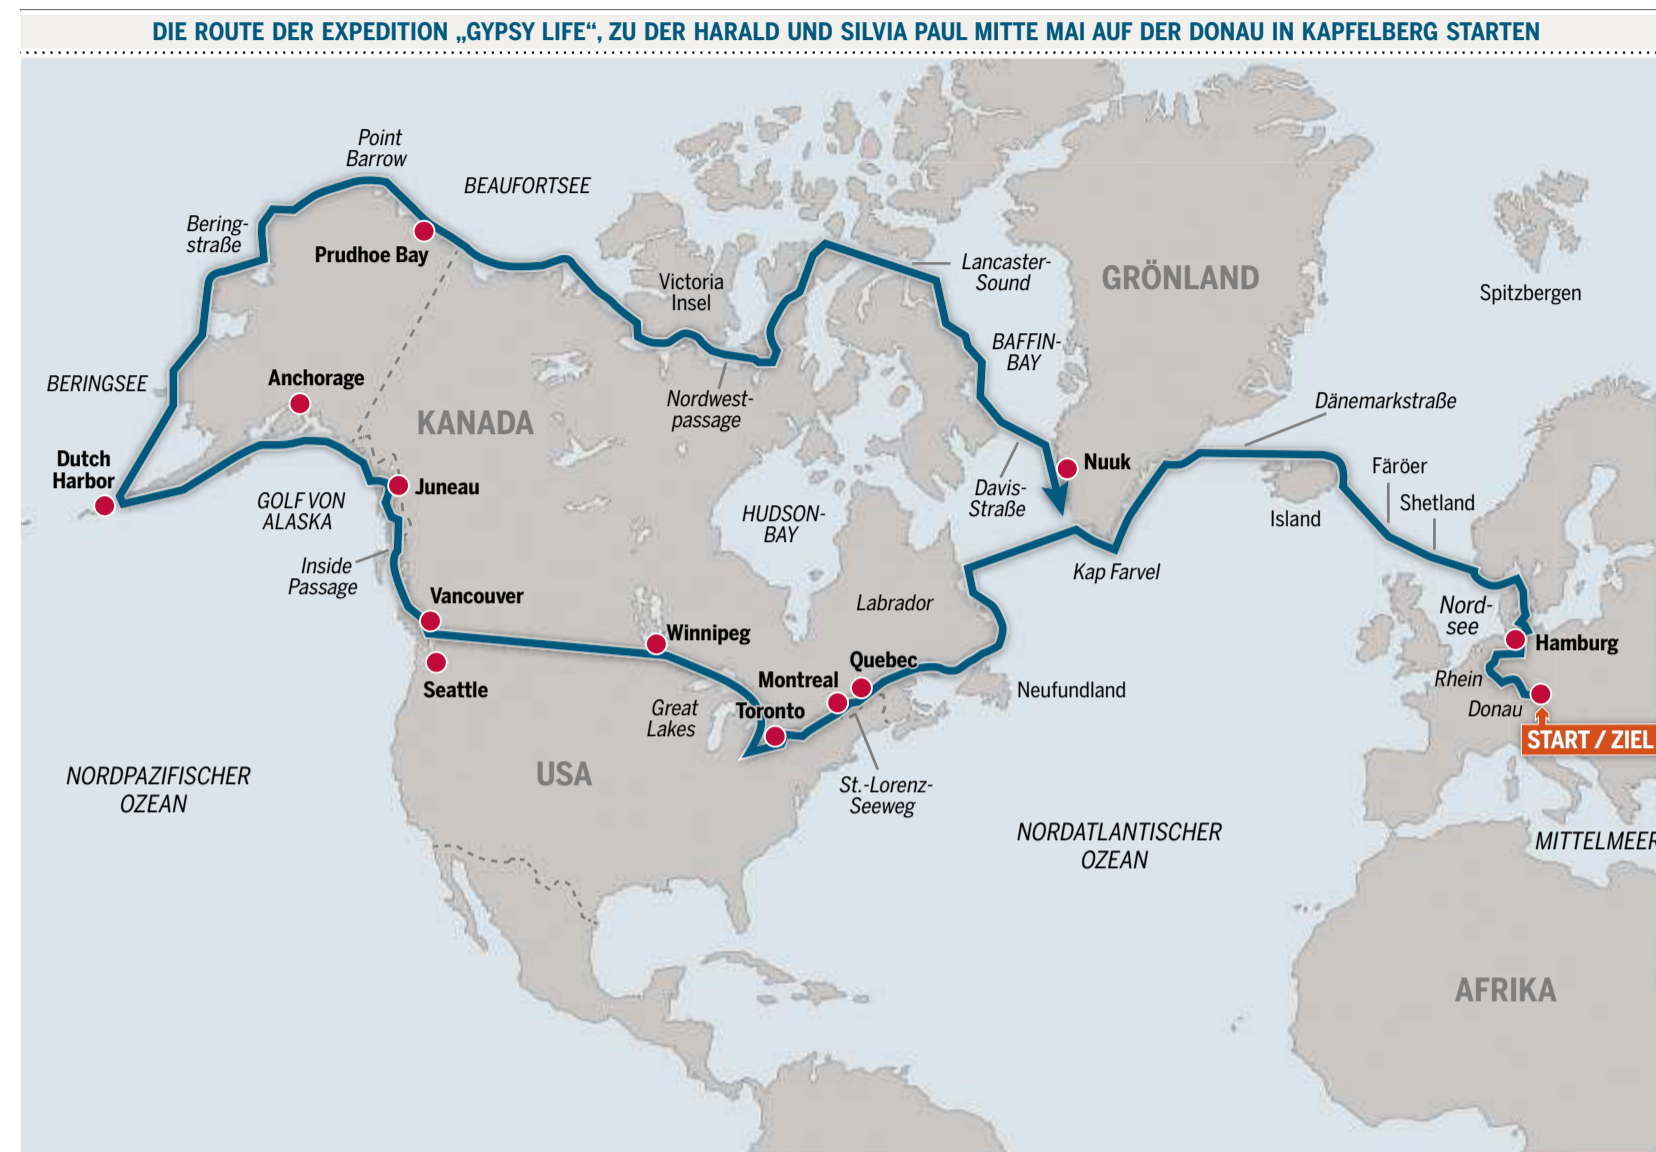 DIE ROUTE DER EXPEDITION „GYPSY LIFE“, ZU DER HARALD UND SILVIA PAUL MITTE MAI AUF DER DONAU IN KAPFELBERG STARTEN
Point
Barrow
BEAUFORTSEE
Bering-
straße
Prudhoe Bay
Victoria
Insel
Lancaster-
Sound
GRÖNLAND
Spitzbergen
BERINGSEE
Anchorage
KANADA
Nordwest-
passage
BAFFIN-
BAY
Dänemarkstraße
Dutch
Harbor
GOLF VON
ALASKA
Juneau
HUDSON-
BAY
Davis-
Straße
Nuuk
Island
Färöer
Shetland
Inside
Passage
Vancouver
Winnipeg
Labrador
Kap Farvel
Nord-
see
Hamburg
Seattle
Great
Lakes
Toronto
Montreal
Quebec
Neufundland
Rhein
Donau
START / ZIEL
NORDPAZIFISCHER
OZEAN
USA
St.-Lorenz-
Seeweg
NORDATLANTISCHER
OZEAN
MITTELMEER
AFRIKA